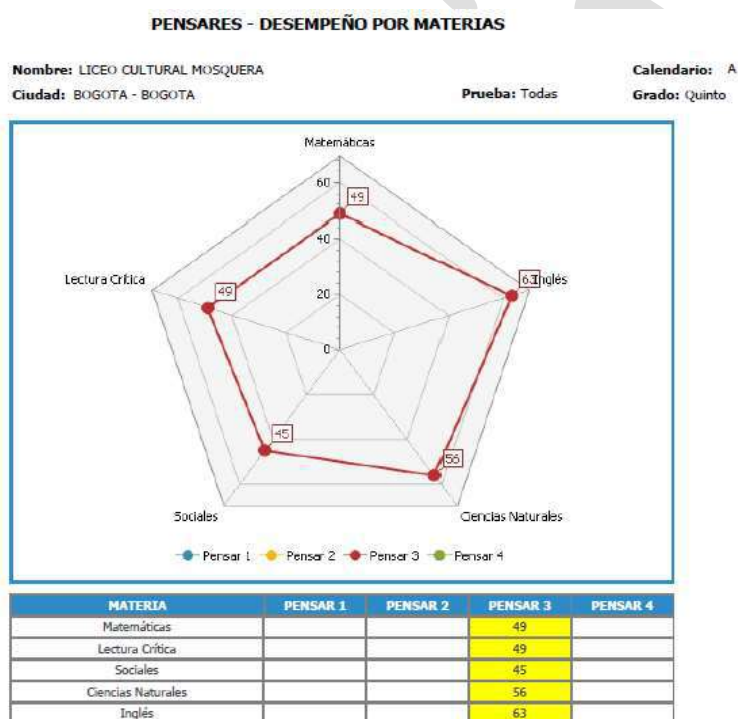 PENSARES - DESEMPEÑO POR MATERIAS
Nombre: LICEO CULTURAL MOSQUERA Calendario: A
Ciudad: BOGOTA - BOGOTA Prueba: Todas Grado: Quinto
Matemáticas
60
49
40
Lectura Crítica 49 63 Inglés
20
0
45
56
Sociales Ciencias Naturales
Pensar 1 Pensar 2 Pensar 3 Pensar 4
MATERIA PENSAR 1 PENSAR 2 PENSAR 3 PENSAR 4
Matemáticas 49
Lectura Crítica 49
Sociales 45
Ciencias Naturales 56
Inglés 63